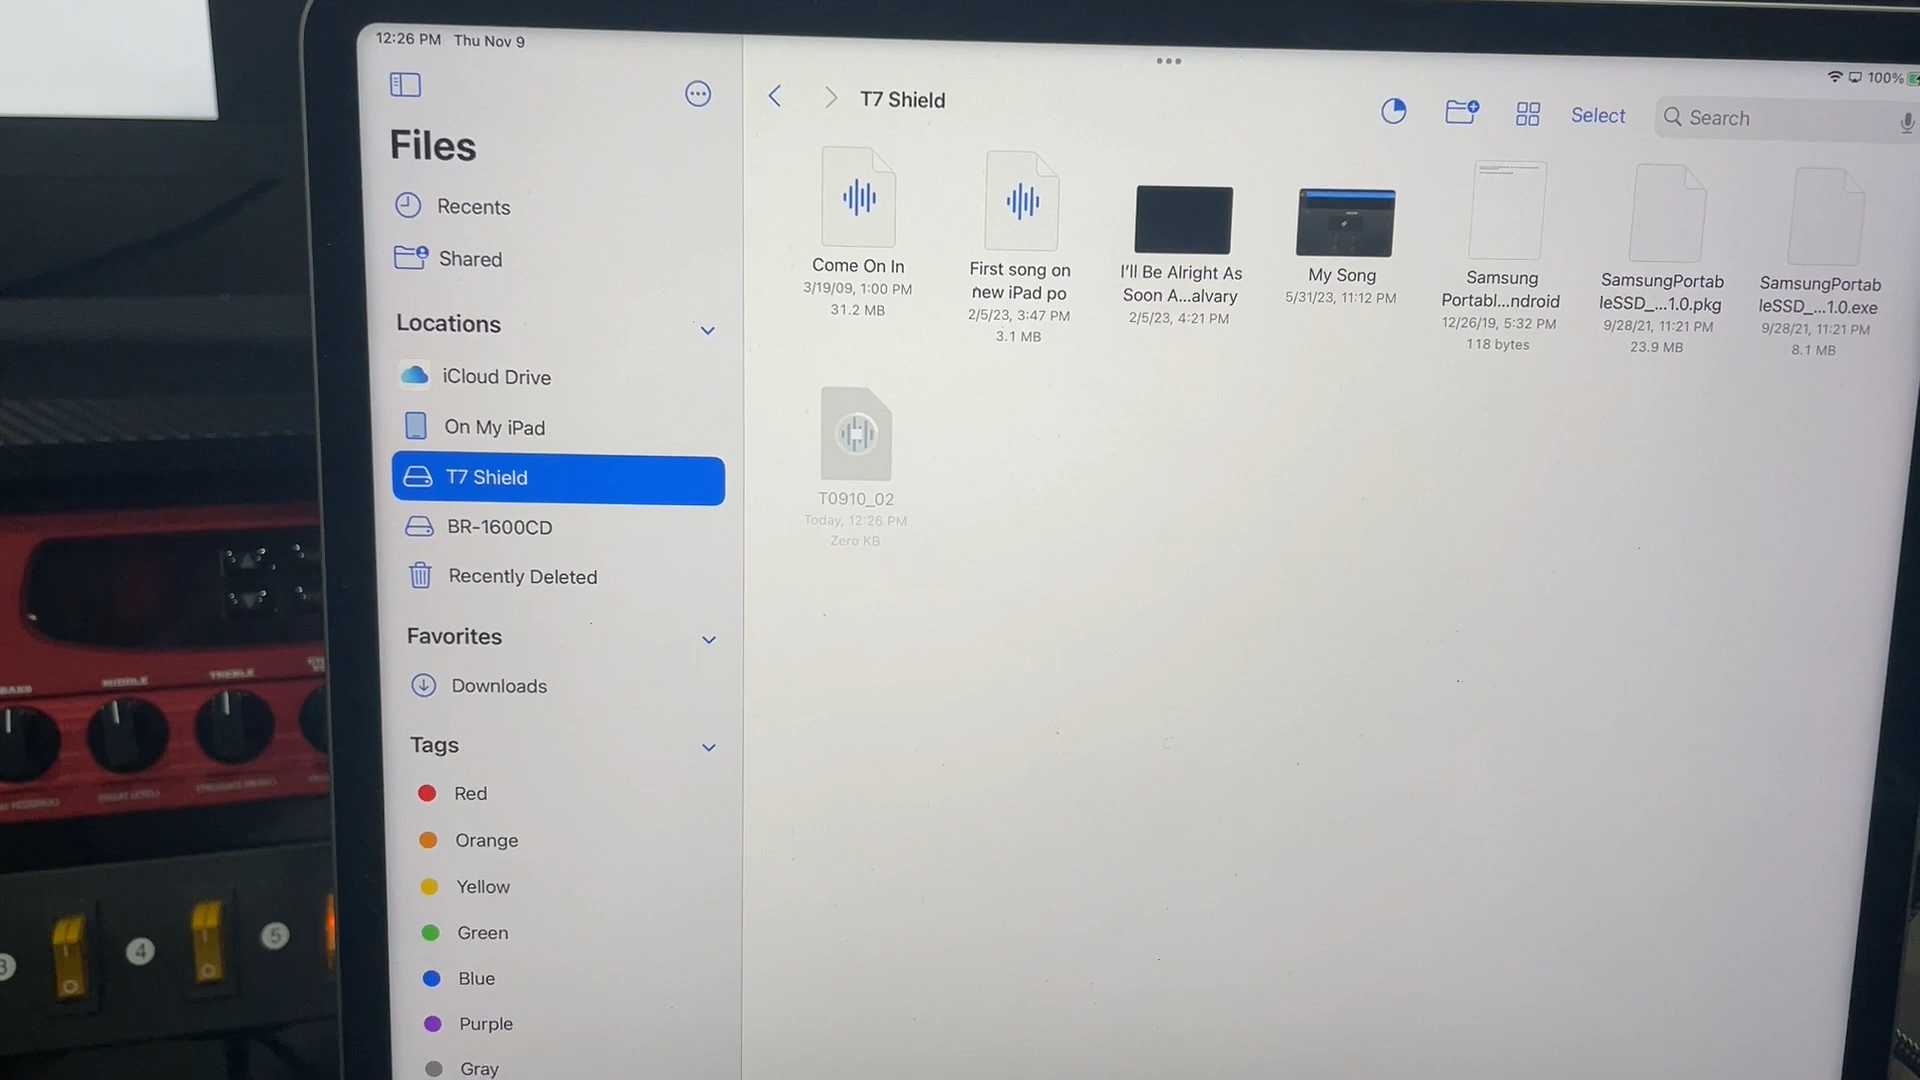 12:26 PM Thu Nov 9
100%
Files
Recents
Shared
Locations
iCloud Drive
On My iPad
T7 Shield
BR-1600CD
Recently Deleted
Favorites
Downloads
Tags
Red
Orange
Yellow
Green
Blue
Purple
Gray
T7 Shield
Select
Search
Come On In
3/19/09, 1:00 PM
31.2 MB
First song on
new iPad po
2/5/23, 3:47 PM
3.1 MB
I'll Be Alright As
Soon A...alvary
2/5/23, 4:21 PM
My Song
5/31/23, 11:12 PM
Samsung
Portabl...ndroid
12/26/19, 5:32 PM
118 bytes
SamsungPortab
leSSD_...1.0.pkg
9/28/21, 11:21 PM
23.9 MB
SamsungPortab
leSSD_...1.0.exe
9/28/21, 11:21 PM
8.1 MB
T0910_02
Today, 12:26 PM
Zero KB
MIDDLE
TREBLE
3
4
5